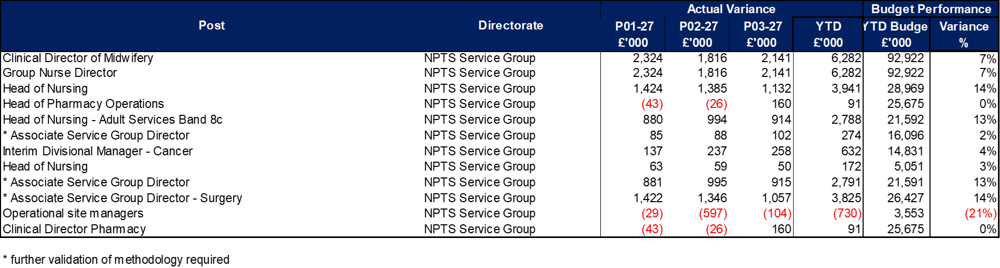 Actual Variance Budget Performance
Post Directorate P01-27 P02-27 P03-27 YTD YTD Budge Variance
£'000 £'000 £'000 £'000 £'000 %
Clinical Director of Midwifery NPTS Service Group 2,324 1,816 2,141 6,282 92,922 7%
Group Nurse Director NPTS Service Group 2,324 1,816 2,141 6,282 92,922 7%
Head of Nursing NPTS Service Group 1,424 1,385 1,132 3,941 28,969 14%
Head of Pharmacy Operations NPTS Service Group (43) (26) 160 91 25,675 0%
Head of Nursing - Adult Services Band 8c NPTS Service Group 880 994 914 2,788 21,592 13%
* Associate Service Group Director NPTS Service Group 85 88 102 274 16,096 2%
Interim Divisional Manager - Cancer NPTS Service Group 137 237 258 632 14,831 4%
Head of Nursing NPTS Service Group 63 59 50 172 5,051 3%
* Associate Service Group Director NPTS Service Group 881 995 915 2,791 21,591 13%
* Associate Service Group Director - Surgery NPTS Service Group 1,422 1,346 1,057 3,825 26,427 14%
Operational site managers NPTS Service Group (29) (597) (104) (730) 3,553 (21%)
Clinical Director Pharmacy NPTS Service Group (43) (26) 160 91 25,675 0%
* further validation of methodology required